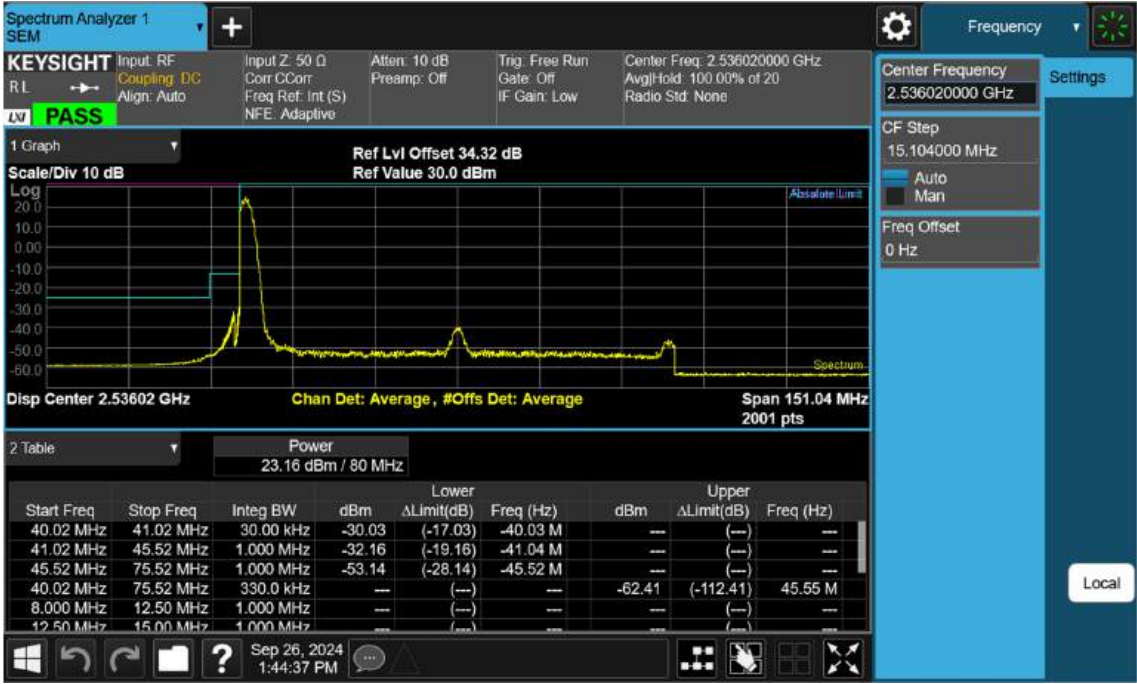 Spectrum Analyzer 1
SEM
+
Frequency
KEYSIGHT
R L
LXI
PASS
Input: RF
Coupling: DC
Align: Auto
Input Z: 50 Ω
Corr CCorr
Freq Ref: Int (S)
NFE: Adaptive
Atten: 10 dB
Preamp: Off
Trig: Free Run
Gate: Off
IF Gain: Low
Center Freq: 2.536020000 GHz
Avg|Hold: 100.00% of 20
Radio Std: None
Center Frequency
2.536020000 GHz
Settings
CF Step
15.104000 MHz
Auto
Man
Freq Offset
0 Hz
1 Graph
Scale/Div 10 dB
Ref Lvl Offset 34.32 dB
Ref Value 30.0 dBm
Log
Absolute Limit
20.0
10.0
0.00
-10.0
-20.0
-30.0
-40.0
-50.0
-60.0
Spectrum
Disp Center 2.53602 GHz
Chan Det: Average, #Offs Det: Average
Span 151.04 MHz
2001 pts
2 Table
Power
23.16 dBm / 80 MHz
Lower Upper
Start Freq Stop Freq Integ BW dBm ΔLimit(dB) Freq (Hz) dBm ΔLimit(dB) Freq (Hz)
40.02 MHz 41.02 MHz 30.00 kHz -30.03 (-17.03) -40.03 M --- (---) ---
41.02 MHz 45.52 MHz 1.000 MHz -32.16 (-19.16) -41.04 M --- (---) ---
45.52 MHz 75.52 MHz 1.000 MHz -53.14 (-28.14) -45.52 M --- (---) ---
40.02 MHz 75.52 MHz 330.0 kHz --- (---) --- -62.41 (-112.41) 45.55 M
8.000 MHz 12.50 MHz 1.000 MHz --- (---) --- --- (---) ---
12.50 MHz 15.00 MHz 1.000 MHz --- (---) --- --- (---) ---
Local
?
Sep 26, 2024
1:44:37 PM